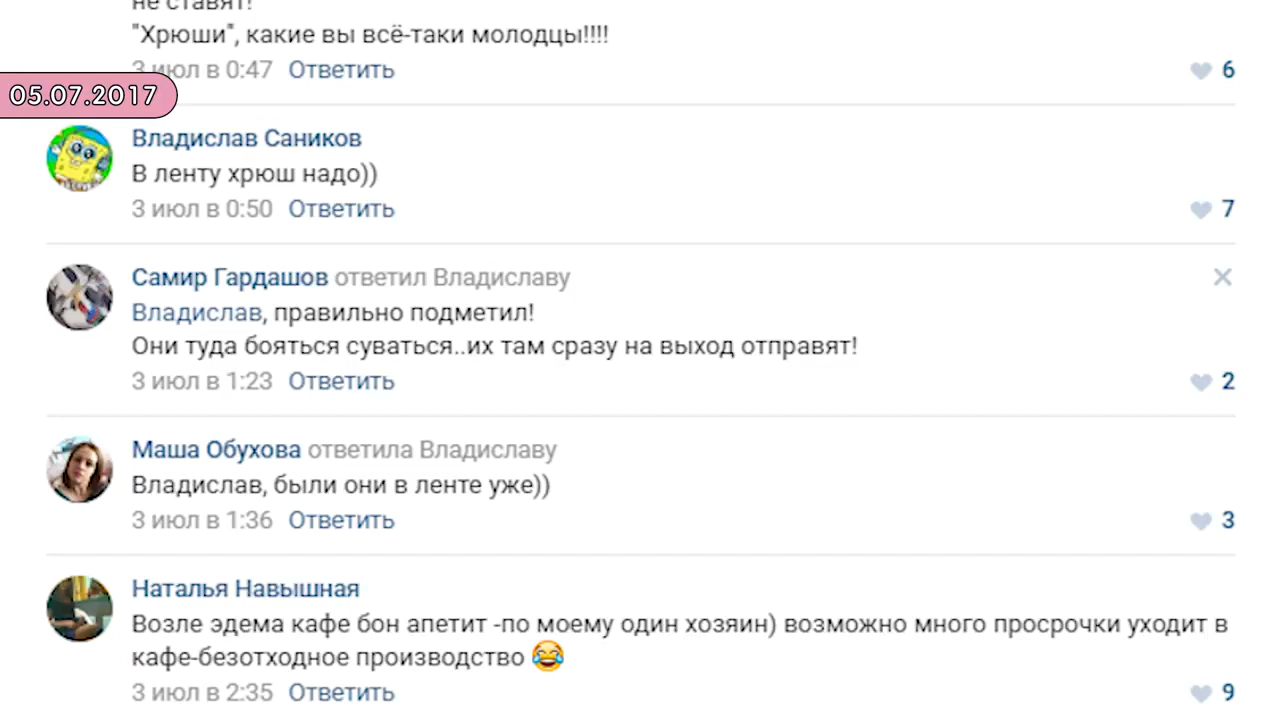 не ставят!
"Хрюши", какие вы всё-таки молодцы!!!!
3 июл в 0:47 Ответить 6
05.07.2017
Владислав Саников
В ленту хрюш надо))
3 июл в 0:50 Ответить 7
Самир Гардашов ответил Владиславу
Владислав, правильно подметил!
Они туда бояться суваться..их там сразу на выход отправят!
3 июл в 1:23 Ответить 2
Маша Обухова ответила Владиславу
Владислав, были они в ленте уже))
3 июл в 1:36 Ответить 3
Наталья Навышная
Возле эдема кафе бон апетит -по моему один хозяин) возможно много просрочки уходит в
кафе-безотходное производство 😂
3 июл в 2:35 Ответить 9